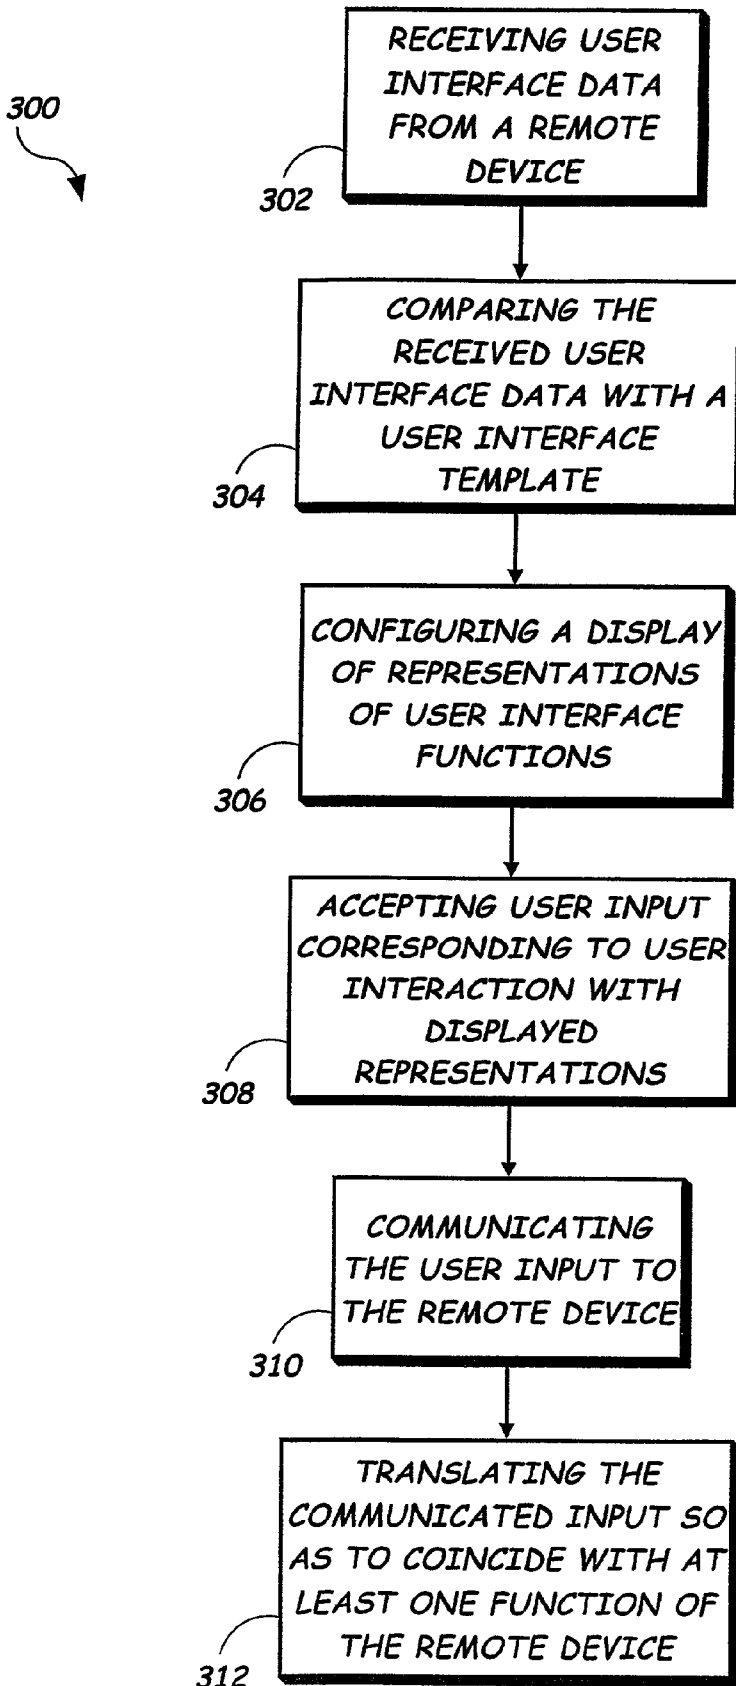 300
RECEIVING USER
INTERFACE DATA
FROM A REMOTE
DEVICE
302
COMPARING THE
RECEIVED USER
INTERFACE DATA WITH A
USER INTERFACE
TEMPLATE
304
CONFIGURING A DISPLAY
OF REPRESENTATIONS
OF USER INTERFACE
FUNCTIONS
306
ACCEPTING USER INPUT
CORRESPONDING TO USER
INTERACTION WITH
DISPLAYED
REPRESENTATIONS
308
COMMUNICATING
THE USER INPUT TO
THE REMOTE DEVICE
310
TRANSLATING THE
COMMUNICATED INPUT SO
AS TO COINCIDE WITH AT
LEAST ONE FUNCTION OF
THE REMOTE DEVICE
312